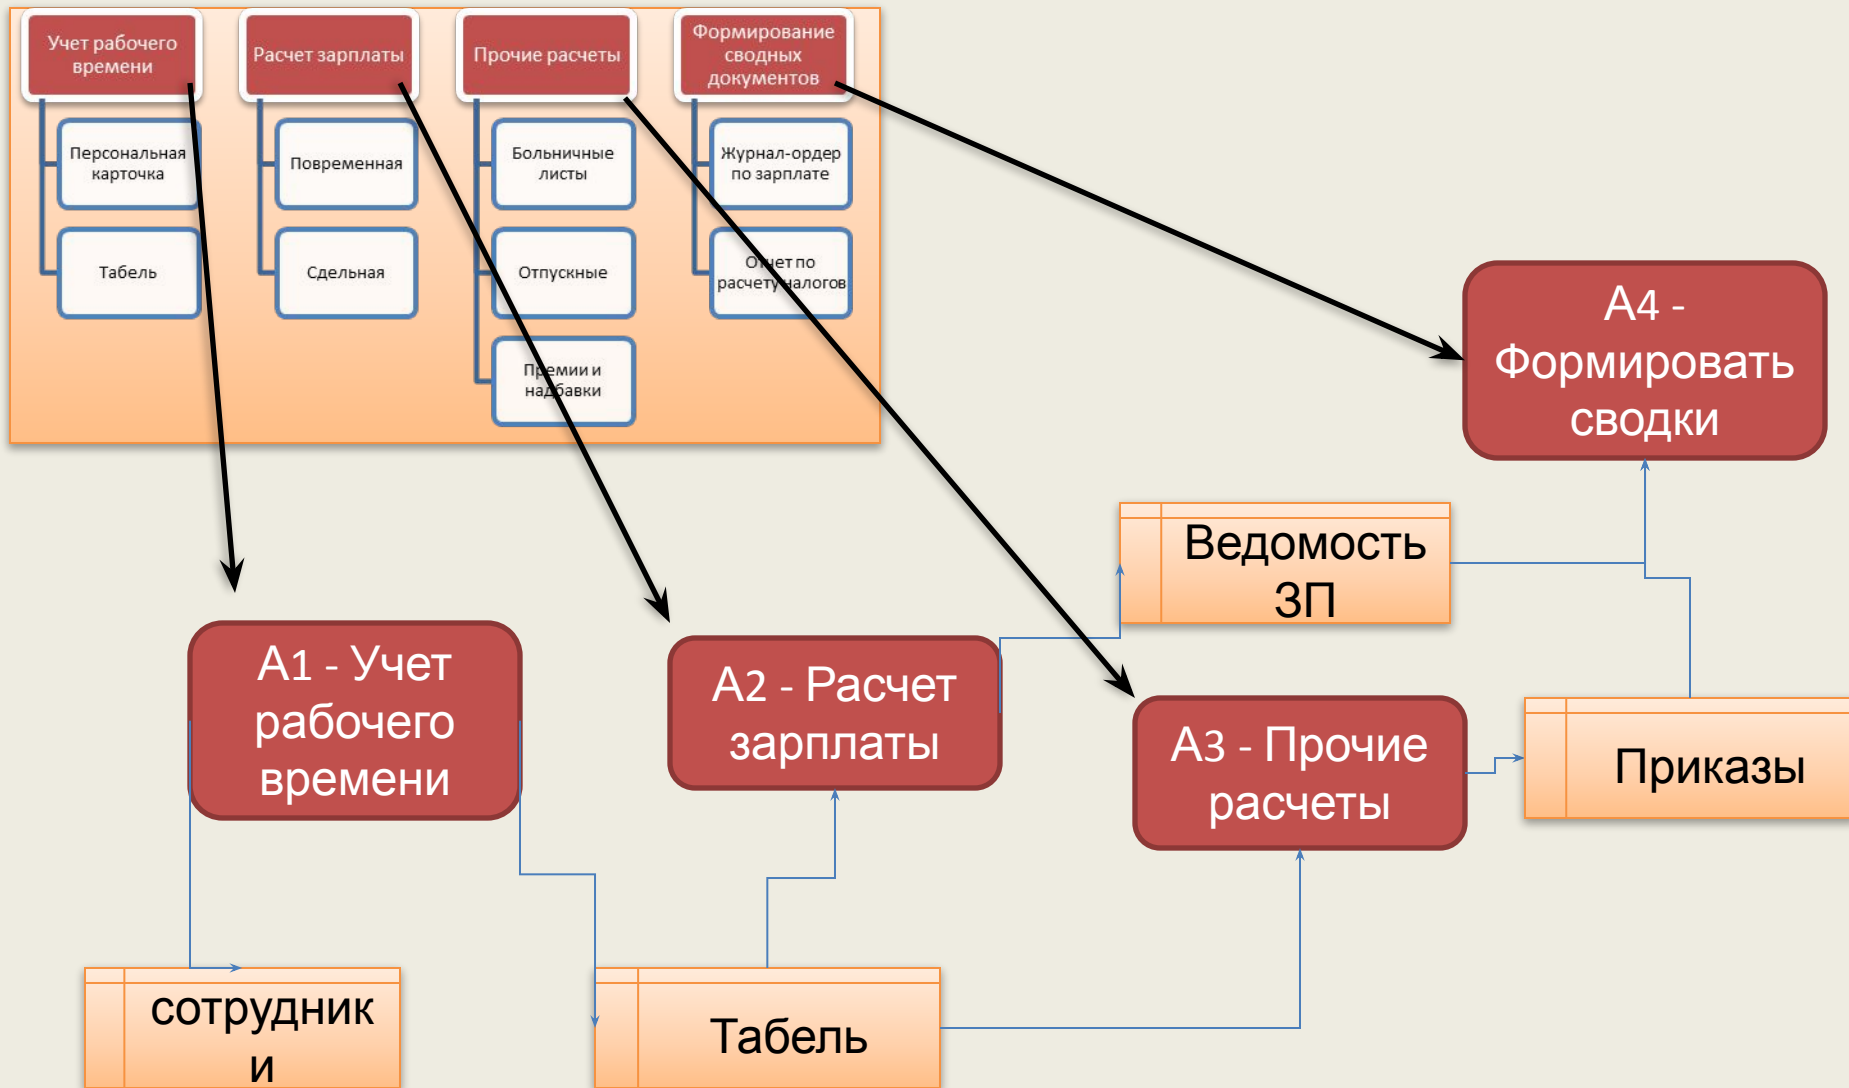 Учет рабочего
времени
Расчет зарплаты
Прочие расчеты
Формирование
сводных
документов
Персональная
карточка
Табель
Повременная
Сдельная
Больничные
листы
Отпускные
Премии и
надбавки
Журнал-ордер
по зарплате
Отчет по
расчету налогов
А4 -
Формировать
сводки
Ведомость
ЗП
А1 - Учет
рабочего
времени
А2 - Расчет
зарплаты
А3 - Прочие
расчеты
Приказы
сотрудник
и
Табель